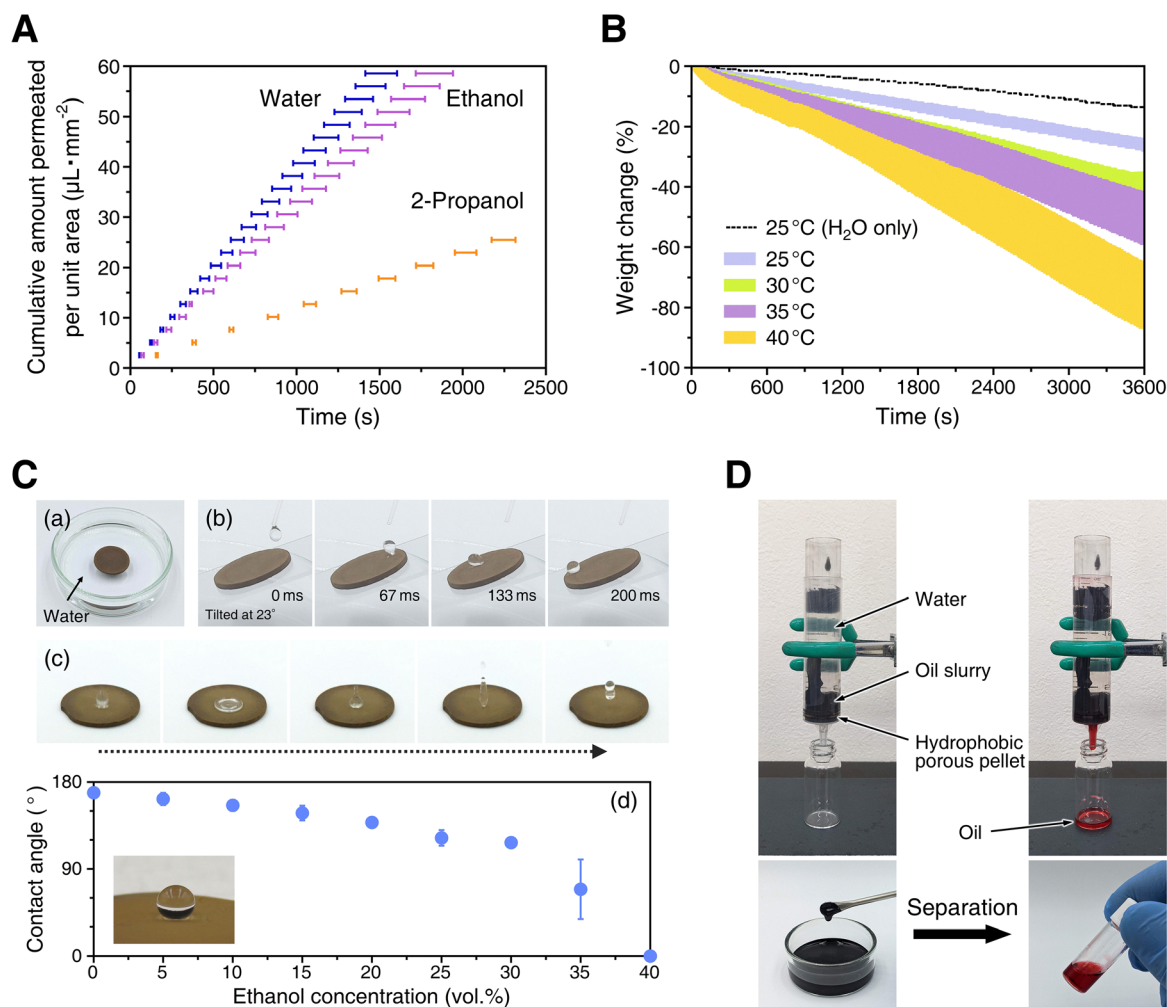 A
Cumulative amount permeated
per unit area (μL・mm⁻²)
60
50
40
30
20
10
0
Water
Ethanol
2-Propanol
0
500
1000
1500
2000
2500
Time (s)
B
Weight change (%)
0
-20
-40
-60
-80
-100
25 °C (H₂O only)
25 °C
30 °C
35 °C
40 °C
0
600
1200
1800
2400
3000
3600
Time (s)
C
(a)
Water
(b)
0 ms
Tilted at 23°
67 ms
133 ms
200 ms
(c)
(d)
Contact angle (°)
180
90
0
0
5
10
15
20
25
30
35
40
Ethanol concentration (vol.%)
D
Water
Oil slurry
Hydrophobic
porous pellet
Oil
Separation